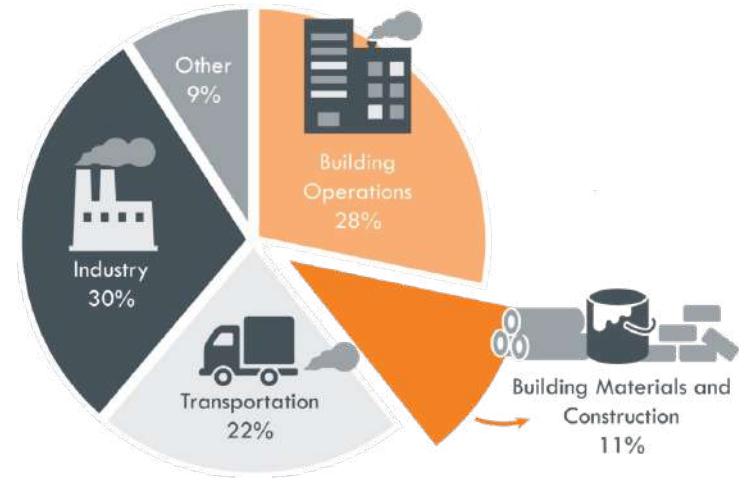 Other
9%
Building
Operations
28%
Industry
30%
Transportation
22%
Building Materials and
Construction
11%